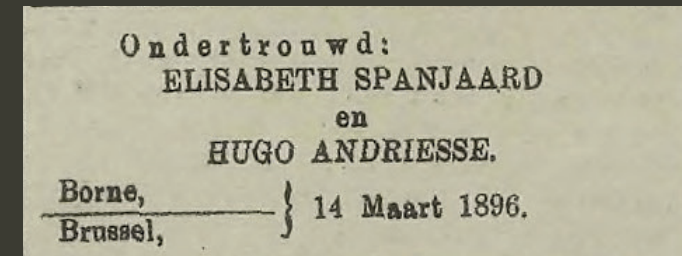 Ondertrouwd:
ELISABETH SPANJAARD
en
HUGO ANDRIESSE.
Borne,
Brussel,
} 14 Maart 1896.